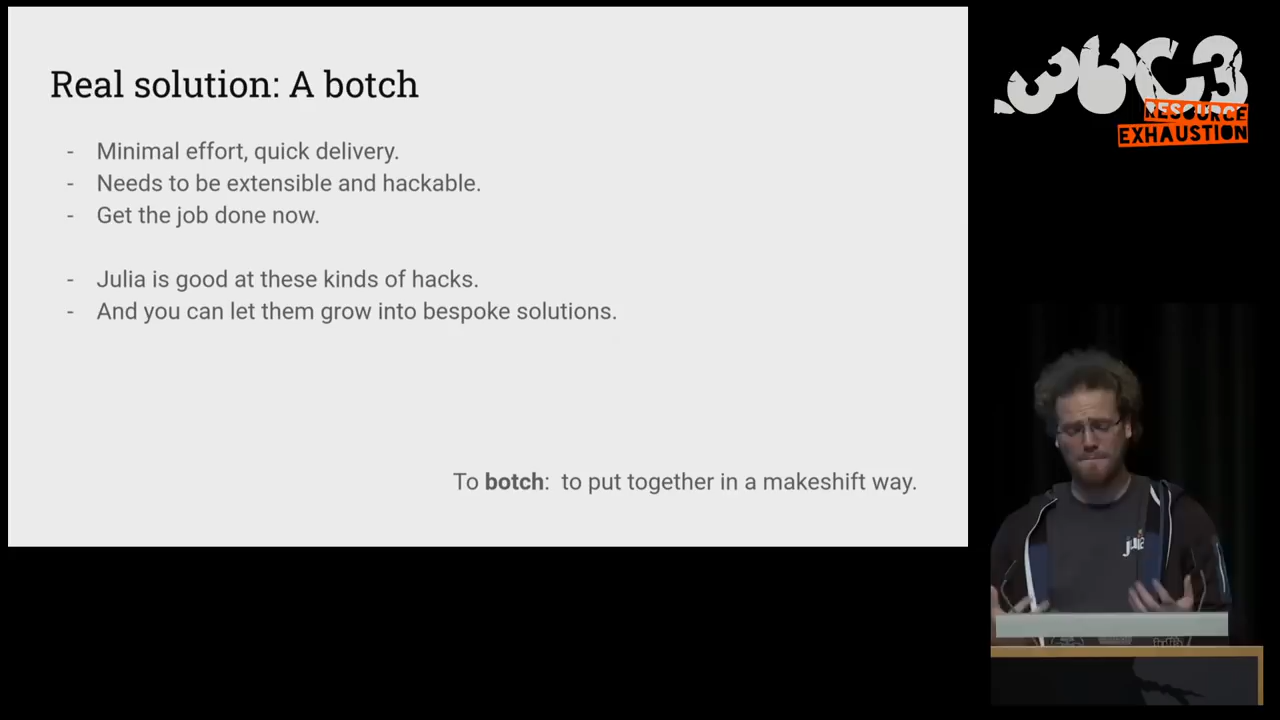 Real solution: A botch
- Minimal effort, quick delivery.
- Needs to be extensible and hackable.
- Get the job done now.
- Julia is good at these kinds of hacks.
- And you can let them grow into bespoke solutions.
To botch: to put together in a makeshift way.
36C3
RESOURCE
EXHAUSTION
julia